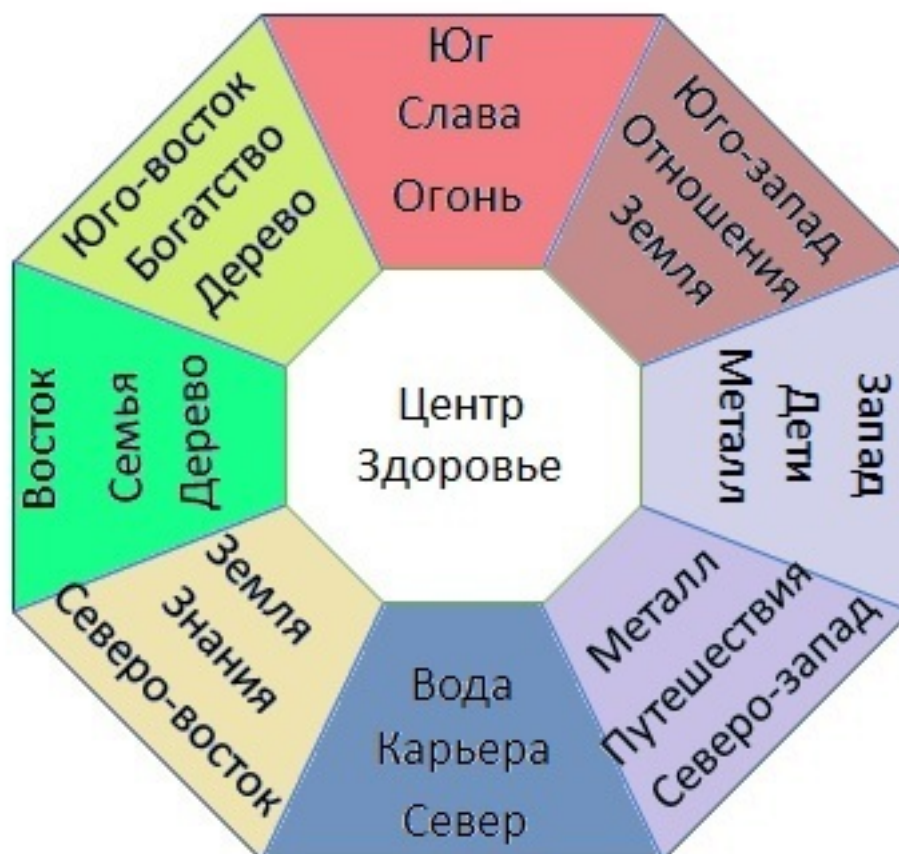 Юг
Слава
Огонь
Юго-запад
Отношения
Земля
Запад
Дети
Металл
Металл
Путешествия
Северо-запад
Вода
Карьера
Север
Земля
Знания
Северо-восток
Восток
Семья
Дерево
Юго-восток
Богатство
Дерево
Центр
Здоровье